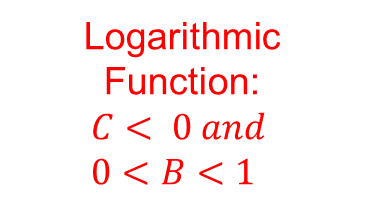 Logarithmic
Function:
C < 0 and
0 < B < 1